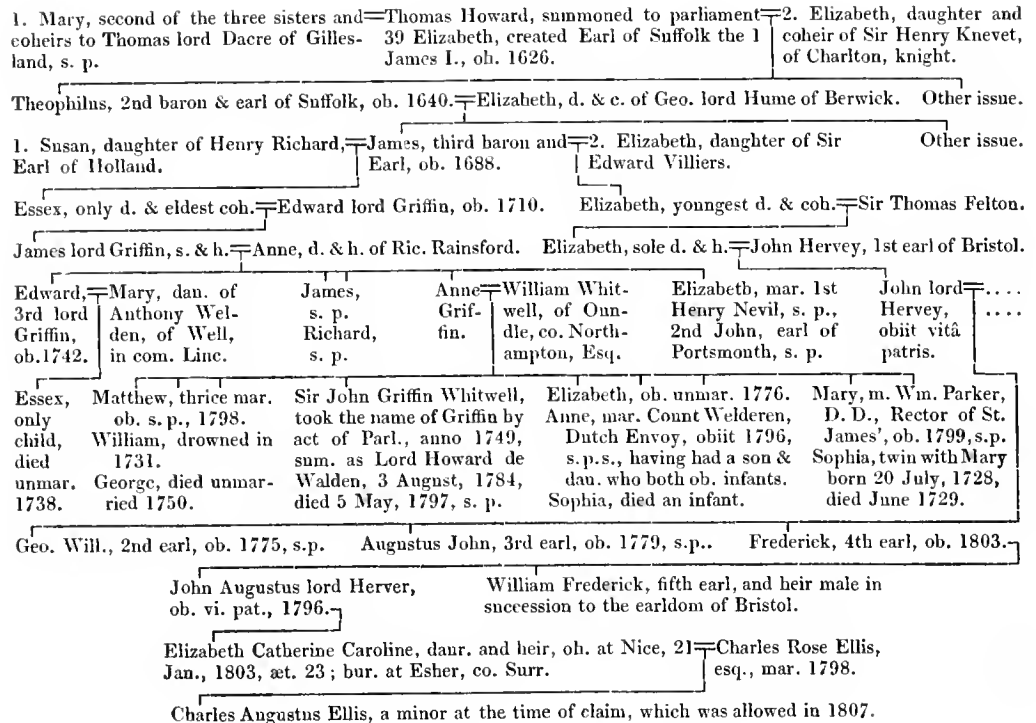 1. Mary, second of the three sisters and coheirs to Thomas lord Dacre of Gillesland, s. p.
Thomas Howard, summoned to parliament 39 Elizabeth, created Earl of Suffolk the 1 James I., ob. 1626.
2. Elizabeth, daughter and coheir of Sir Henry Knevet, of Charlton, knight.
Theophilus, 2nd baron & earl of Suffolk, ob. 1640.=Elizabeth, d. & c. of Geo. lord Hume of Berwick. Other issue.
1. Susan, daughter of Henry Richard, Earl of Holland.
James, third baron and Earl, ob. 1688.
2. Elizabeth, daughter of Sir Edward Villiers.
Other issue.
Essex, only d. & eldest coh.=Edward lord Griffin, ob. 1710. Elizabeth, youngest d. & coh.=Sir Thomas Felton.
James lord Griffin, s. & h.=Anne, d. & h. of Ric. Rainsford. Elizabeth, sole d. & h.=John Hervey, 1st earl of Bristol.
Edward, 3rd lord Griffin, ob. 1742.
Mary, dan. of Anthony Welden, of Well, in com. Linc.
James, s. p.
Richard, s. p.
Anne Griffin.
William Whitwell, of Oundle, co. Northampton, Esq.
Elizabeth, mar. 1st Henry Nevil, s. p., 2nd John, earl of Portsmouth, s. p.
John lord Hervey, obiit vitâ patris.
....
....
Essex, only child, died unmar. 1738.
Matthew, thrice mar. ob. s. p., 1798.
William, drowned in 1731.
George, died unmarried 1750.
Sir John Griffin Whitwell, took the name of Griffin by act of Parl., anno 1749, sum. as Lord Howard de Walden, 3 August, 1784, died 5 May, 1797, s. p.
Elizabeth, ob. unmar. 1776.
Anne, mar. Count Welderen, Dutch Envoy, obiit 1796, s.p.s., having had a son & dau. who both ob. infants.
Sophia, died an infant.
Mary, m. Wm. Parker, D. D., Rector of St. James', ob. 1799, s.p.
Sophia, twin with Mary born 20 July, 1728, died June 1729.
Geo. Will., 2nd earl, ob. 1775, s.p. Augustus John, 3rd earl, ob. 1779, s.p.. Frederick, 4th earl, ob. 1803.
John Augustus lord Herver, ob. vi. pat., 1796.
William Frederick, fifth earl, and heir male in succession to the earldom of Bristol.
Elizabeth Catherine Caroline, daur. and heir, ob. at Nice, 21 Jan., 1803, æt. 23 ; bur. at Esher, co. Surr.
Charles Rose Ellis, esq., mar. 1798.
Charles Augustus Ellis, a minor at the time of claim, which was allowed in 1807.